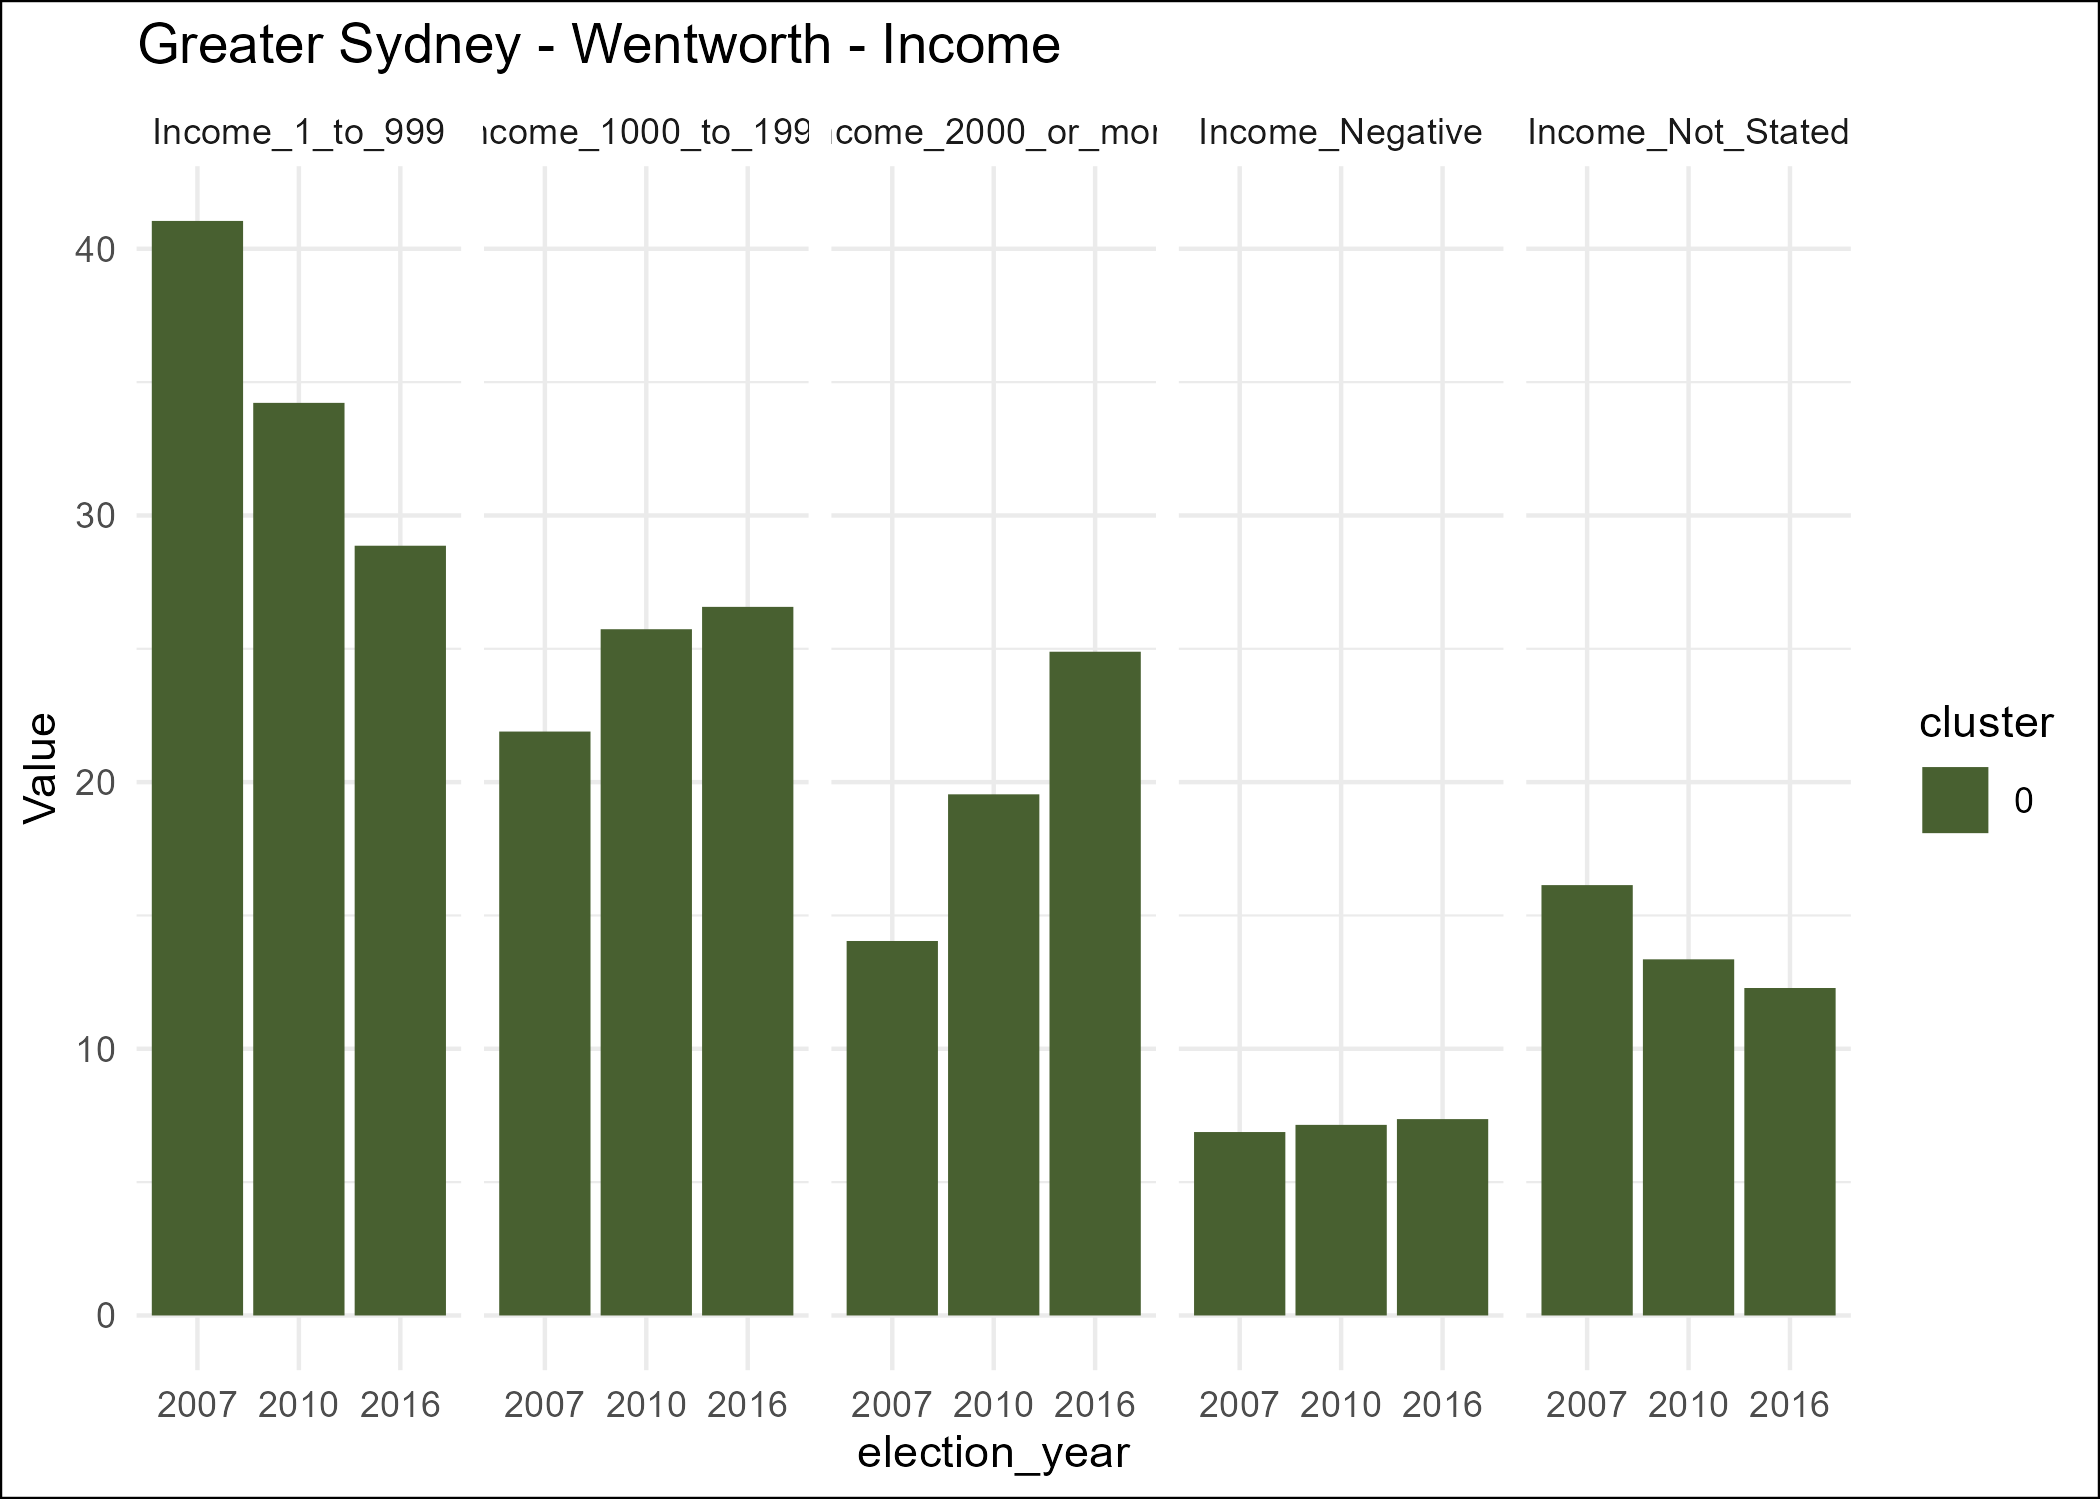 Greater Sydney - Wentworth - Income
Income_1_to_999 ncome_1000_to_199 come_2000_or_mor Income_Negative Income_Not_Stated
40
30
20
10
0
Value
cluster
0
2007 2010 2016 2007 2010 2016 2007 2010 2016 2007 2010 2016 2007 2010 2016
election_year